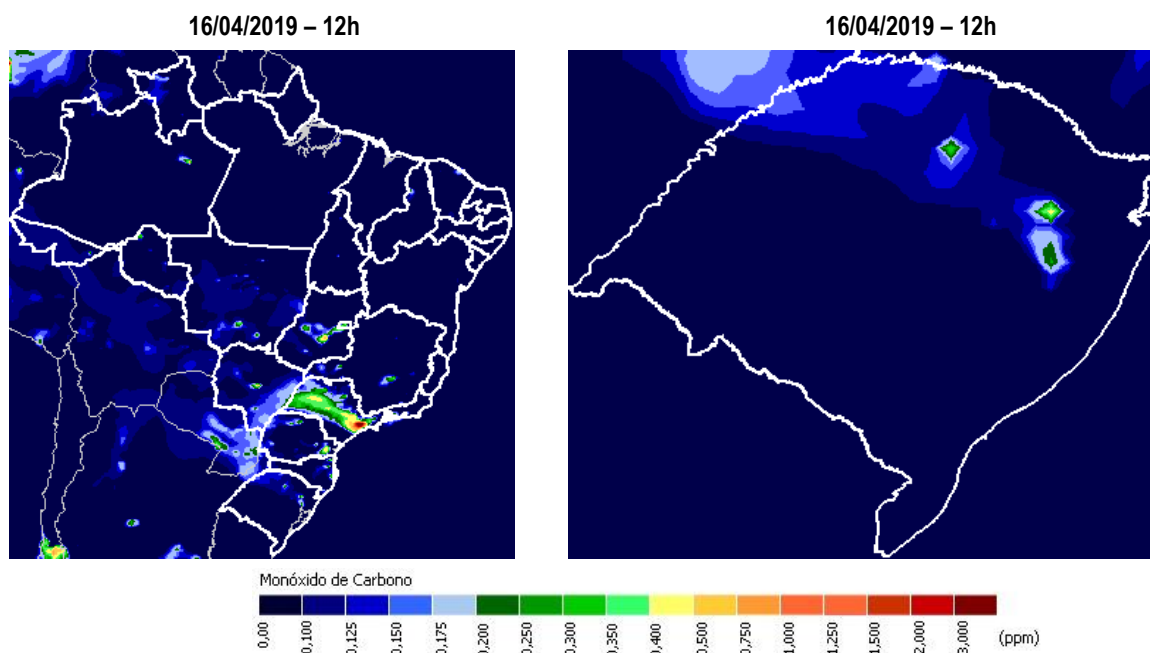 16/04/2019 – 12h
16/04/2019 – 12h
Monóxido de Carbono
0,00 0,100 0,125 0,150 0,175 0,200 0,250 0,300 0,350 0,400 0,500 0,750 1,000 1,250 1,500 2,000 3,000 (ppm)